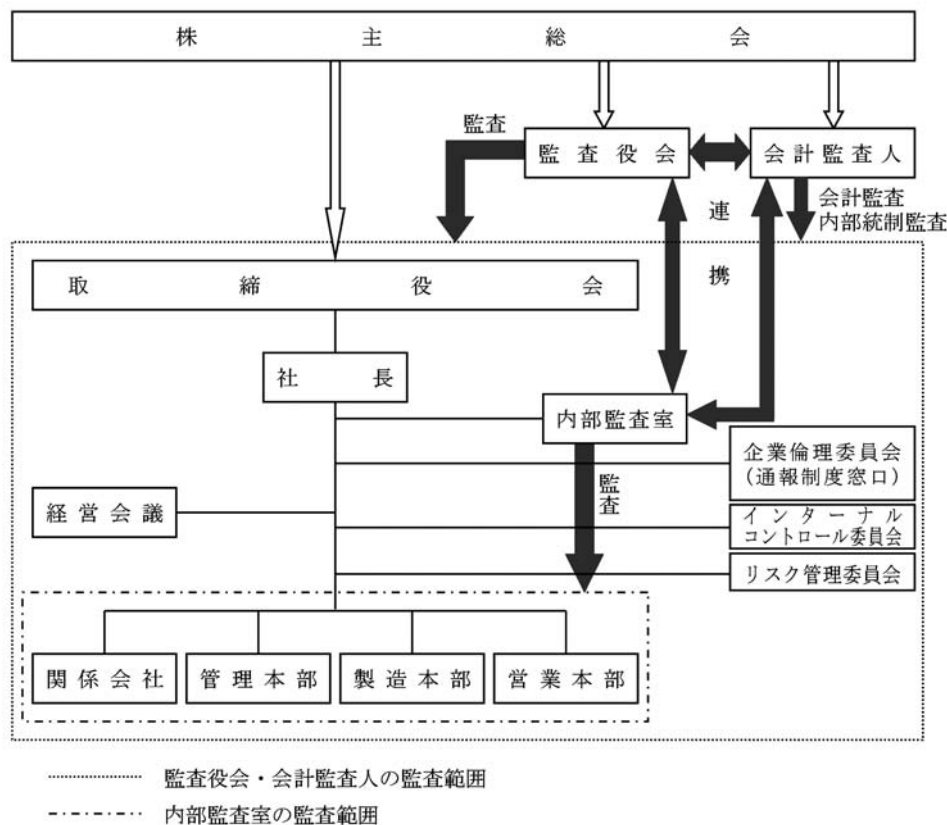 株主総会
監査
監査役会
会計監査人
会計監査
内部統制監査
連
携
取締役会
社長
内部監査室
企業倫理委員会
（通報制度窓口）
監査
経営会議
インターナル
コントロール委員会
リスク管理委員会
関係会社
管理本部
製造本部
営業本部
監査役会・会計監査人の監査範囲
内部監査室の監査範囲